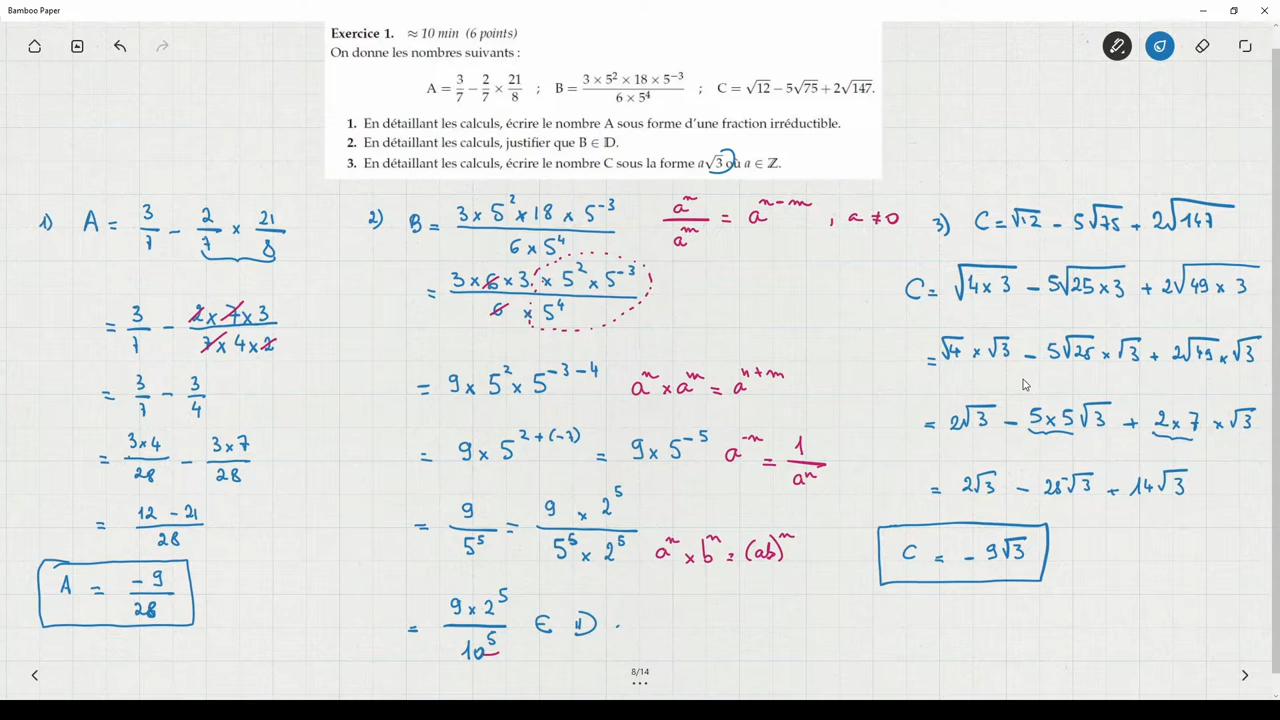 Bamboo Paper
Exercice 1. ≈ 10 min (6 points)
On donne les nombres suivants :
A = 3/7 − 2/7 × 21/8 ; B = (3 × 5² × 18 × 5⁻³)/(6 × 5⁴) ; C = √12 − 5√75 + 2√147.
1. En détaillant les calculs, écrire le nombre A sous forme d'une fraction irréductible.
2. En détaillant les calculs, justifier que B ∈ 𝔻.
3. En détaillant les calculs, écrire le nombre C sous la forme a√3 où a ∈ ℤ.
1) A = 3/7 − 2/7 × 21/8
= 3/7 − (2 × 7 × 3)/(7 × 4 × 2)
= 3/7 − 3/4
= (3×4)/28 − (3×7)/28
= (12 − 21)/28
A = −9/28
2) B = (3 × 5² × 18 × 5⁻³)/(6 × 5⁴)
aⁿ/aᵐ = aⁿ⁻ᵐ , a ≠ 0
= (3 × 6 × 3 × 5² × 5⁻³)/(6 × 5⁴)
= 9 × 5² × 5⁻³⁻⁴
aⁿ × aᵐ = aⁿ⁺ᵐ
= 9 × 5²⁺⁽⁻⁷⁾ = 9 × 5⁻⁵
a⁻ⁿ = 1/aⁿ
= 9/5⁵ = (9 × 2⁵)/(5⁵ × 2⁵)
aⁿ × bⁿ = (ab)ⁿ
= (9 × 2⁵)/10⁵ ∈ 𝔻 .
3) C = √12 − 5√75 + 2√147
C = √(4×3) − 5√(25×3) + 2√(49×3)
= √4 × √3 − 5√25 × √3 + 2√49 × √3
= 2√3 − 5×5√3 + 2×7×√3
= 2√3 − 25√3 + 14√3
C = −9√3
8/14